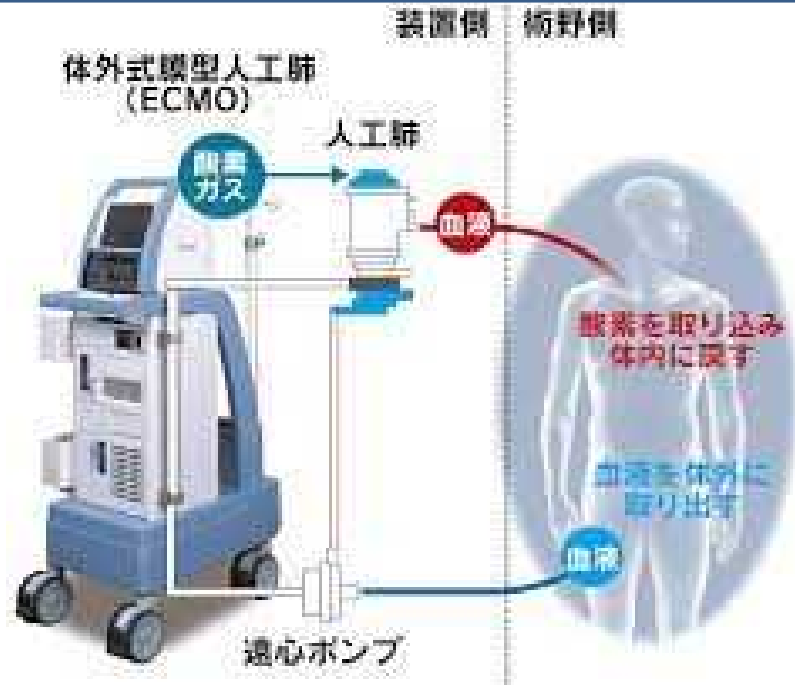 装置側
術野側
体外式膜型人工肺
(ECMO)
人工肺
酸素
ガス
血液
酸素を取り込み
体内に戻す
血液を体外に
取り出す
血液
遠心ポンプ